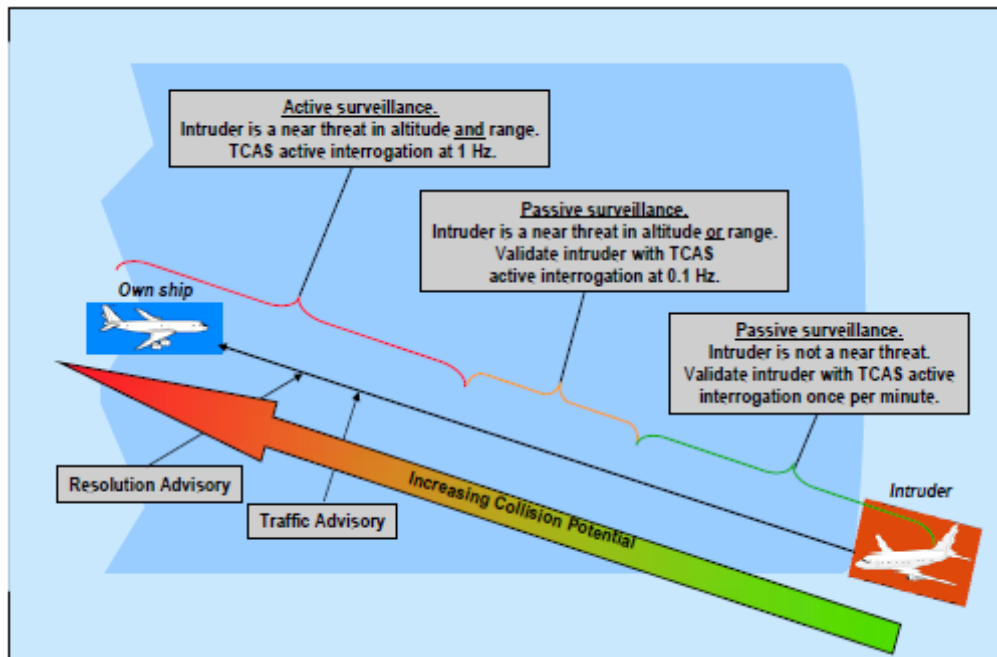 Active surveillance.
Intruder is a near threat in altitude and range.
TCAS active interrogation at 1 Hz.
Passive surveillance.
Intruder is a near threat in altitude or range.
Validate intruder with TCAS
active interrogation at 0.1 Hz.
Own ship
Passive surveillance.
Intruder is not a near threat.
Validate intruder with TCAS active
interrogation once per minute.
Resolution Advisory
Traffic Advisory
Increasing Collision Potential
Intruder